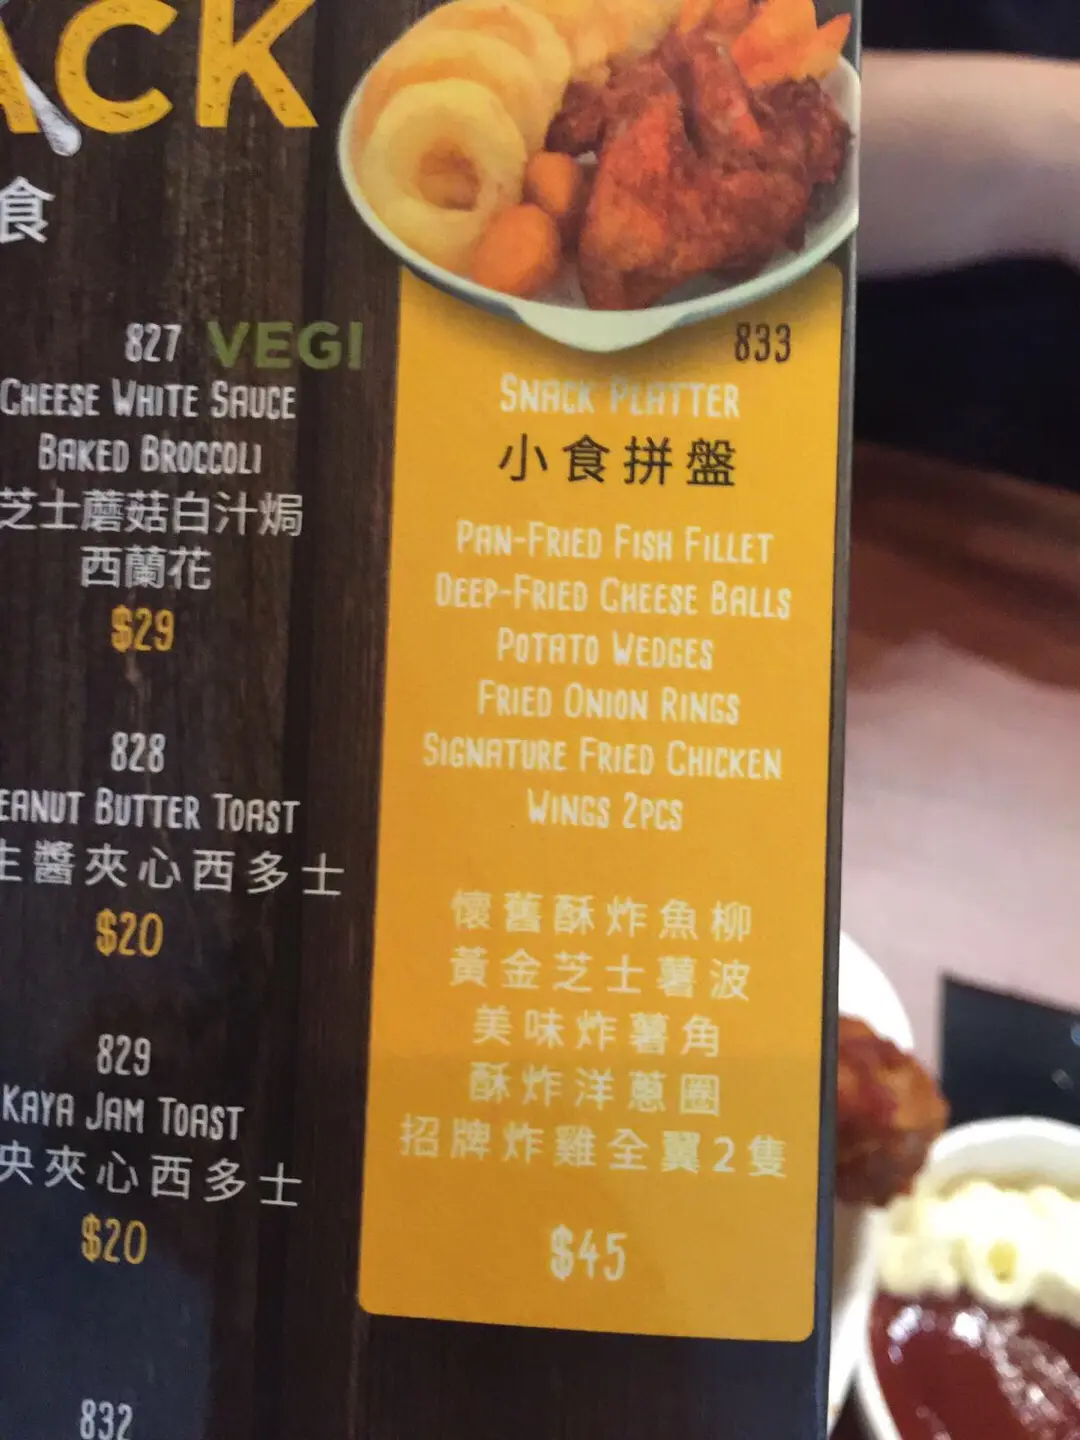 ACK
食
827 VEGI
CHEESE WHITE SAUCE
BAKED BROCCOLI
芝士蘑菇白汁焗
西蘭花
$29
828
EANUT BUTTER TOAST
生醬夾心西多士
$20
829
KAYA JAM TOAST
央夾心西多士
$20
832
833
SNACK PLATTER
小食拼盤
PAN-FRIED FISH FILLET
DEEP-FRIED CHEESE BALLS
POTATO WEDGES
FRIED ONION RINGS
SIGNATURE FRIED CHICKEN
WINGS 2PCS
懷舊酥炸魚柳
黃金芝士薯波
美味炸薯角
酥炸洋蔥圈
招牌炸雞全翼2隻
$45